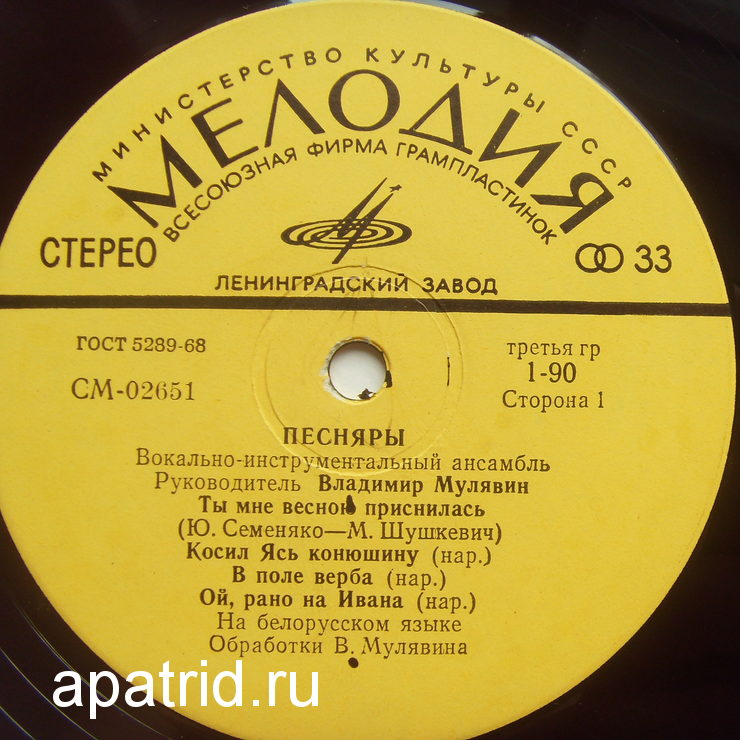 МИНИСТЕРСТВО КУЛЬТУРЫ СССР
МЕЛОДИЯ
ВСЕСОЮЗНАЯ ФИРМА ГРАМПЛАСТИНОК
СТЕРЕО
33
ЛЕНИНГРАДСКИЙ ЗАВОД
ГОСТ 5289-68
третья гр
1-90
СМ-02651
Сторона 1
ПЕСНЯРЫ
Вокально-инструментальный ансамбль
Руководитель Владимир Мулявин
Ты мне весною приснилась
(Ю. Семеняко—М. Шушкевич)
Косил Ясь конюшину (нар.)
В поле верба (нар.)
Ой, рано на Ивана (нар.)
На белорусском языке
Обработки В. Мулявина
apatrid.ru